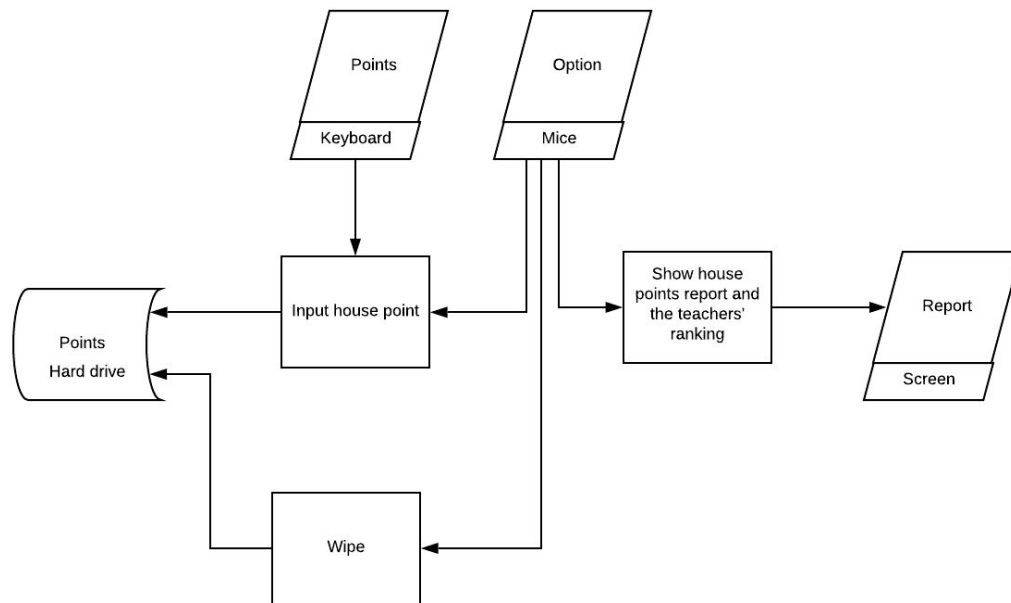 Points
Option
Keyboard
Mice
Input house point
Show house
points report and
the teachers'
ranking
Report
Screen
Points
Hard drive
Wipe